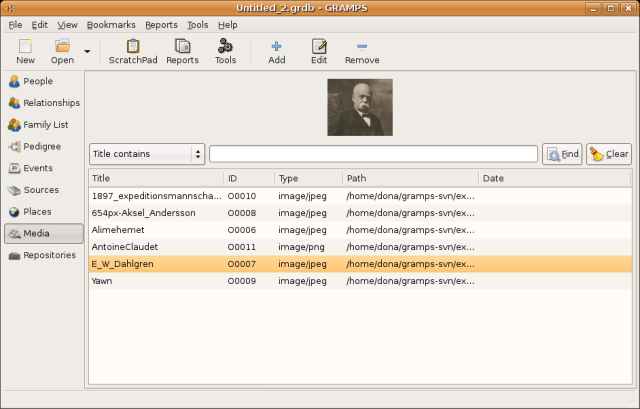 Untitled_2.grdb - GRAMPS
File Edit View Bookmarks Reports Tools Help
New Open ScratchPad Reports Tools Add Edit Remove
People
Relationships
Family List
Pedigree
Events
Sources
Places
Media
Repositories
Title contains Find Clear
Title ID Type Path Date
1897_expeditionsmannscha... O0010 image/jpeg /home/dona/gramps-svn/ex...
654px-Aksel_Andersson O0008 image/jpeg /home/dona/gramps-svn/ex...
Alimehemet O0006 image/jpeg /home/dona/gramps-svn/ex...
AntoineClaudet O0011 image/png /home/dona/gramps-svn/ex...
E_W_Dahlgren O0007 image/jpeg /home/dona/gramps-svn/ex...
Yawn O0009 image/jpeg /home/dona/gramps-svn/ex...